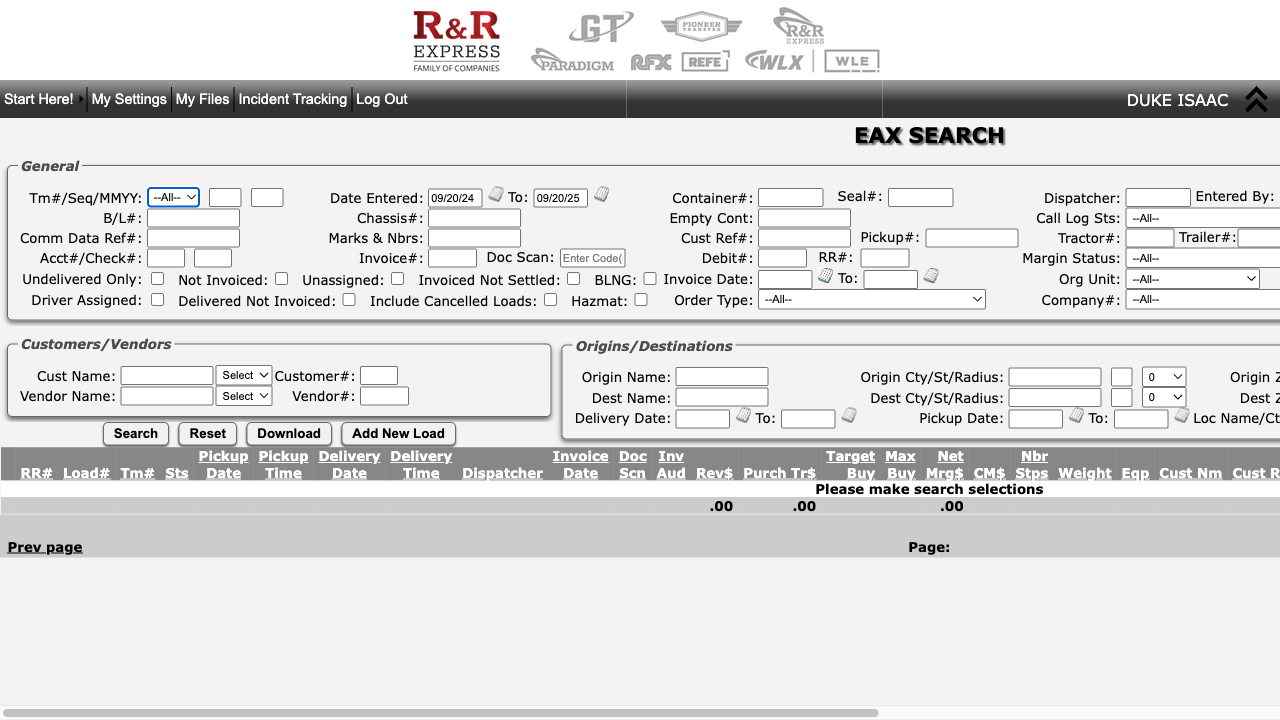 R&R
EXPRESS
FAMILY OF COMPANIES
GT
PIONEER
TRANSFER
R&R
EXPRESS
PARADIGM
RFX
REFE
WLX
WLE
Start Here! My Settings My Files Incident Tracking Log Out DUKE ISAAC
EAX SEARCH
General
Tm#/Seq/MMYY: --All-- Date Entered: 09/20/24 To: 09/20/25 Container#: Seal#: Dispatcher: Entered By:
B/L#: Chassis#: Empty Cont: Call Log Sts: --All--
Comm Data Ref#: Marks & Nbrs: Cust Ref#: Pickup#: Tractor#: Trailer#:
Acct#/Check#: Invoice#: Doc Scan: Enter Code( Debit#: RR#: Margin Status: --All--
Undelivered Only: Not Invoiced: Unassigned: Invoiced Not Settled: BLNG: Invoice Date: To: Org Unit: --All--
Driver Assigned: Delivered Not Invoiced: Include Cancelled Loads: Hazmat: Order Type: --All-- Company#: --All--
Customers/Vendors
Cust Name: Select Customer#:
Vendor Name: Select Vendor#:
Origins/Destinations
Origin Name: Origin Cty/St/Radius: 0 Origin Z
Dest Name: Dest Cty/St/Radius: 0 Dest Z
Delivery Date: To: Pickup Date: To: Loc Name/Ct
Search Reset Download Add New Load
RR# Load# Tm# Sts Pickup Date Pickup Time Delivery Date Delivery Time Dispatcher Invoice Date Doc Scn Inv Aud Rev$ Purch Tr$ Target Buy Max Buy Net Mrg$ CM$ Nbr Stps Weight Eqp Cust Nm Cust R
Please make search selections
.00 .00 .00
Prev page Page: